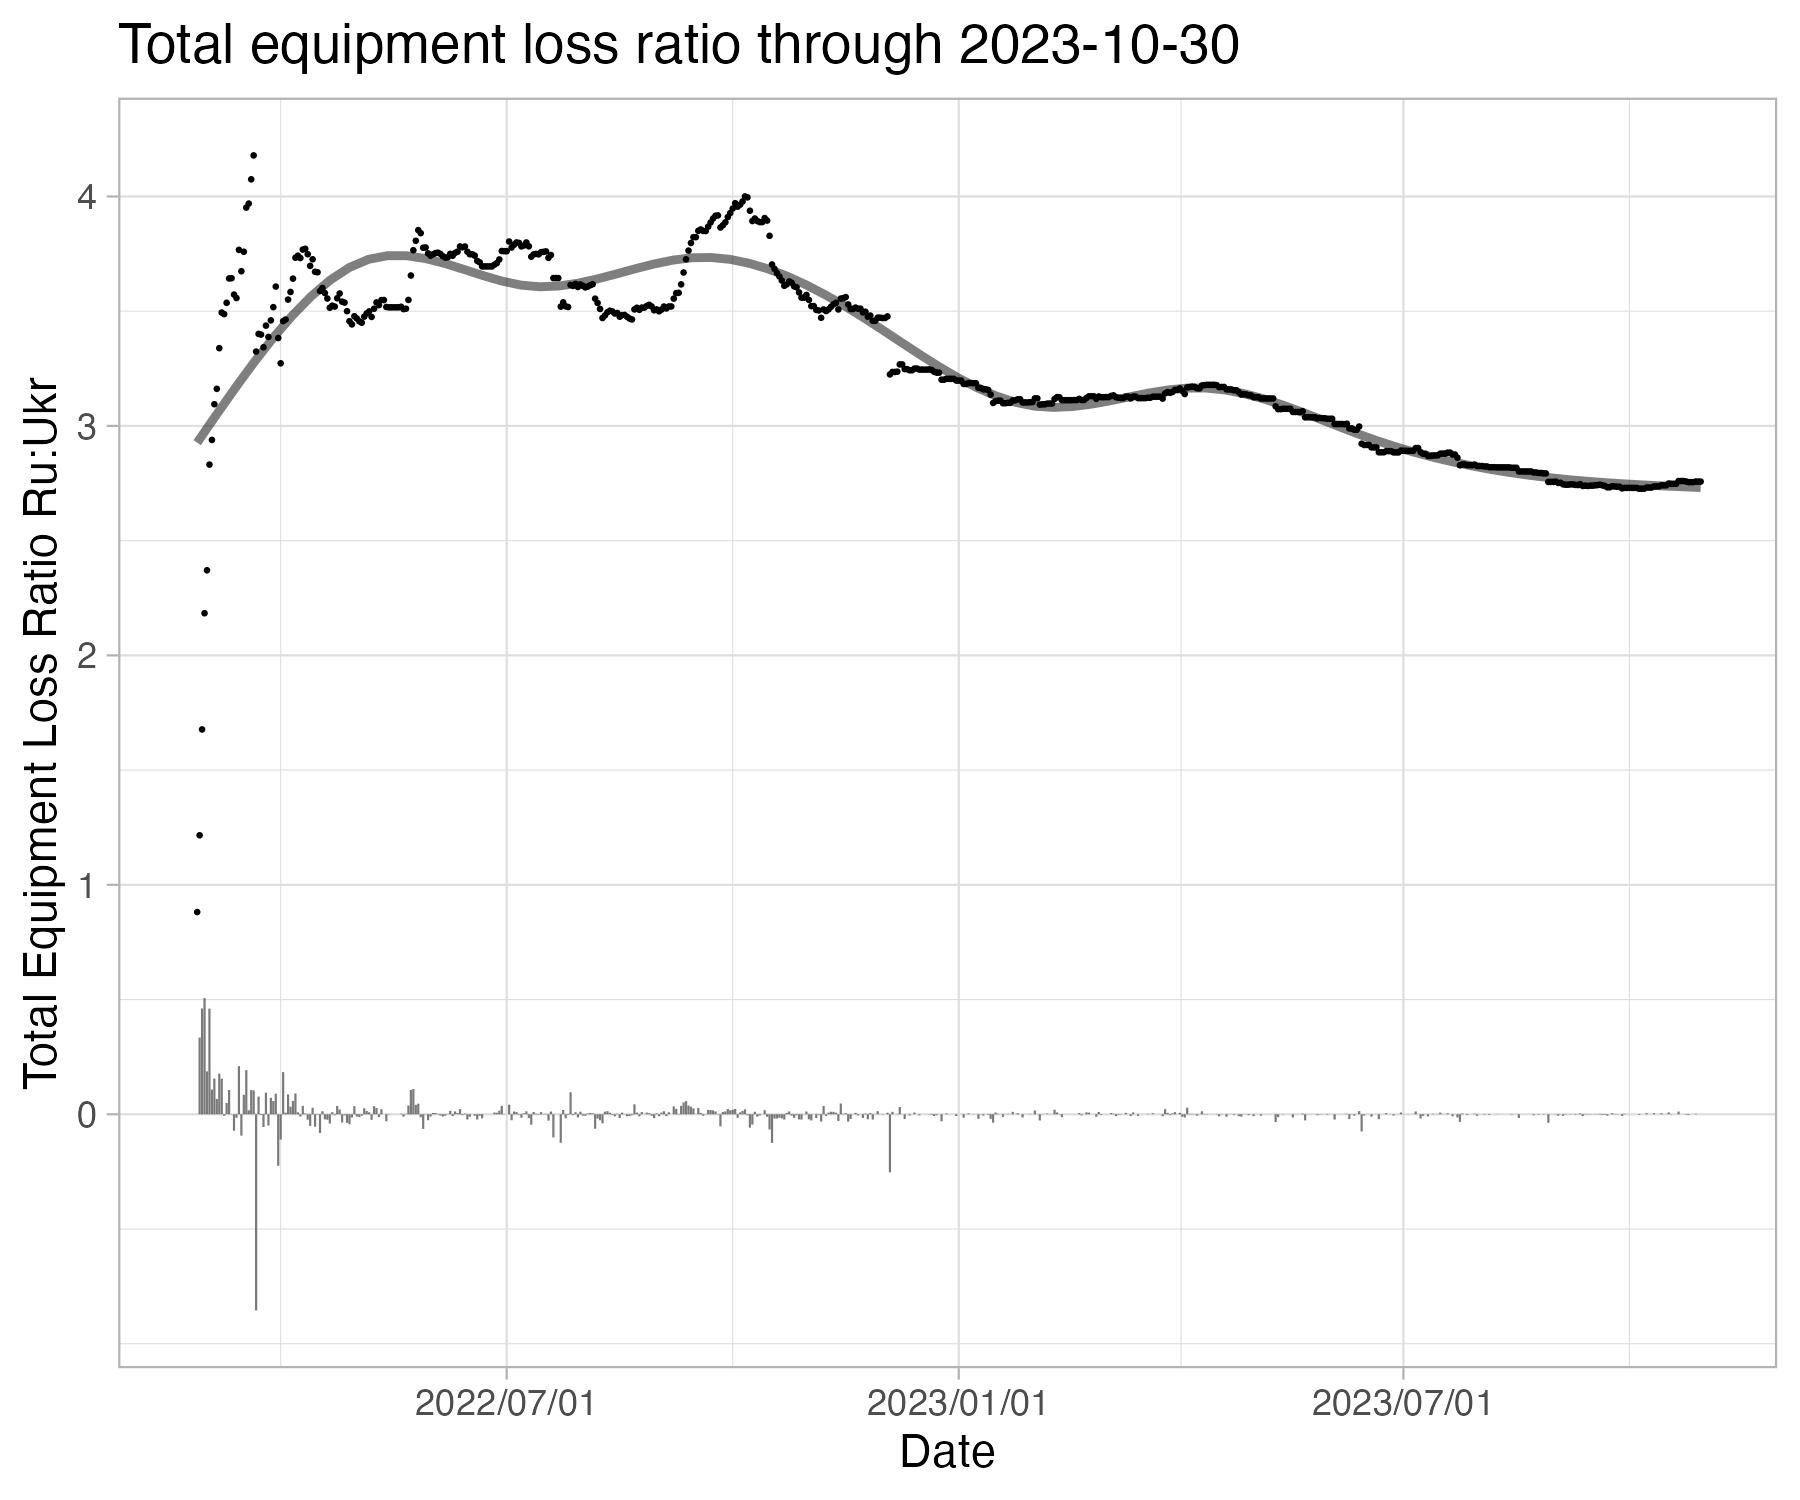 Total equipment loss ratio through 2023-10-30
Total Equipment Loss Ratio Ru:Ukr
4
3
2
1
0
2022/07/01
2023/01/01
2023/07/01
Date